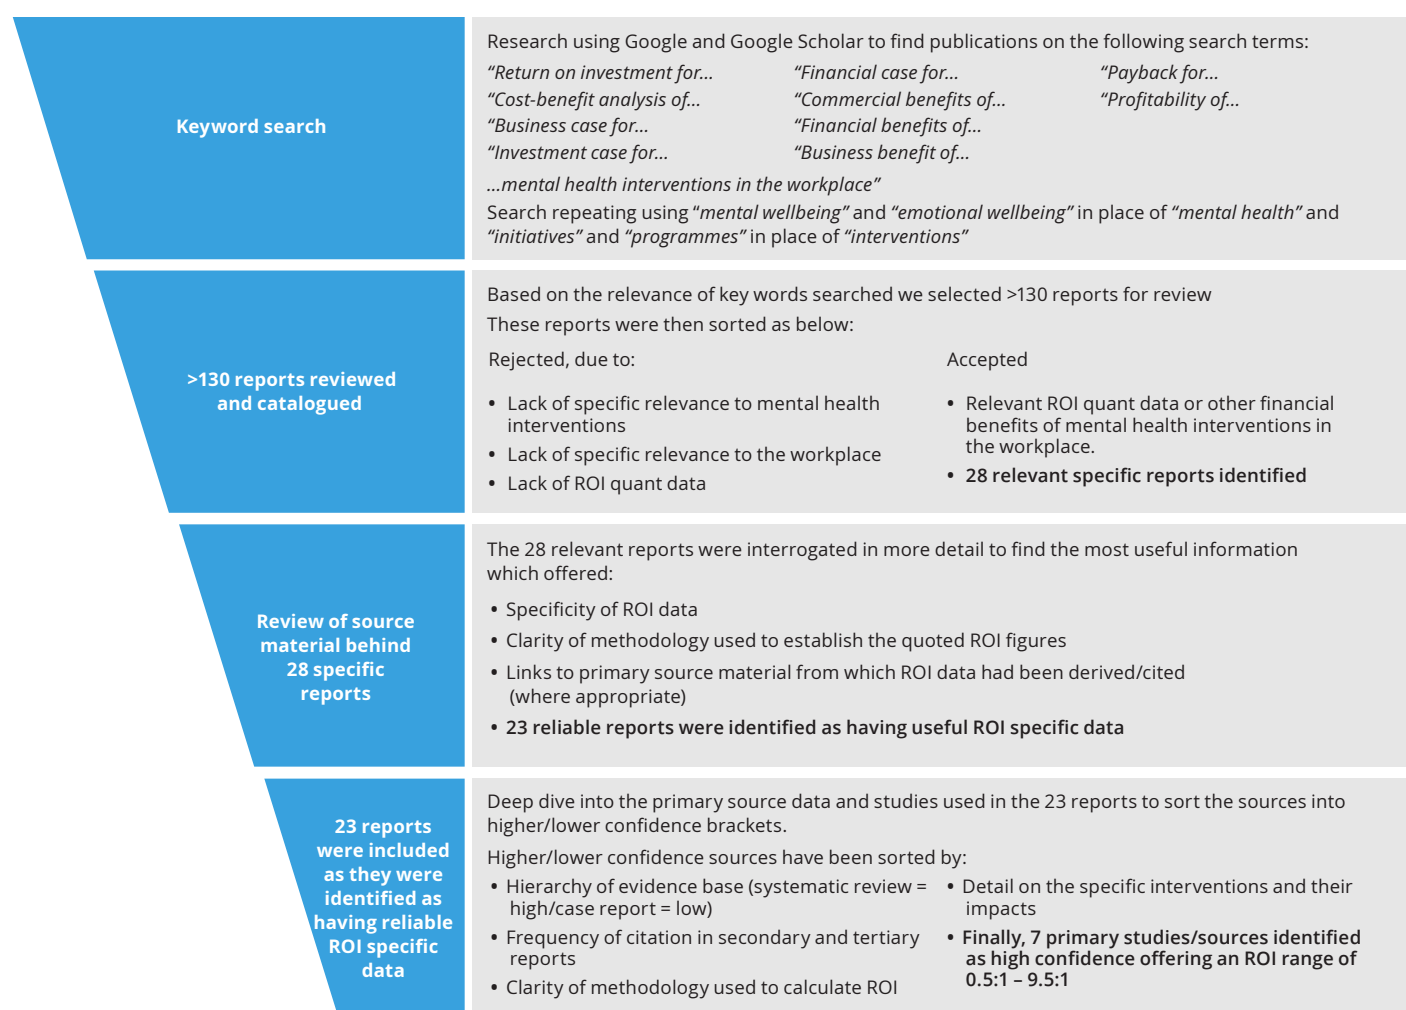 Keyword search
Research using Google and Google Scholar to find publications on the following search terms:
“Return on investment for...
“Cost-benefit analysis of...
“Business case for...
“Investment case for...
“Financial case for...
“Commercial benefits of...
“Financial benefits of...
“Business benefit of...
“Payback for...
“Profitability of...
...mental health interventions in the workplace”
Search repeating using “mental wellbeing” and “emotional wellbeing” in place of “mental health” and
“initiatives” and “programmes” in place of “interventions”
>130 reports reviewed
and catalogued
Based on the relevance of key words searched we selected >130 reports for review
These reports were then sorted as below:
Rejected, due to:
• Lack of specific relevance to mental health
interventions
• Lack of specific relevance to the workplace
• Lack of ROI quant data
Accepted
• Relevant ROI quant data or other financial
benefits of mental health interventions in
the workplace.
• 28 relevant specific reports identified
Review of source
material behind
28 specific
reports
The 28 relevant reports were interrogated in more detail to find the most useful information
which offered:
• Specificity of ROI data
• Clarity of methodology used to establish the quoted ROI figures
• Links to primary source material from which ROI data had been derived/cited
(where appropriate)
• 23 reliable reports were identified as having useful ROI specific data
23 reports
were included
as they were
identified as
having reliable
ROI specific
data
Deep dive into the primary source data and studies used in the 23 reports to sort the sources into
higher/lower confidence brackets.
Higher/lower confidence sources have been sorted by:
• Hierarchy of evidence base (systematic review =
high/case report = low)
• Frequency of citation in secondary and tertiary
reports
• Clarity of methodology used to calculate ROI
• Detail on the specific interventions and their
impacts
• Finally, 7 primary studies/sources identified
as high confidence offering an ROI range of
0.5:1 – 9.5:1